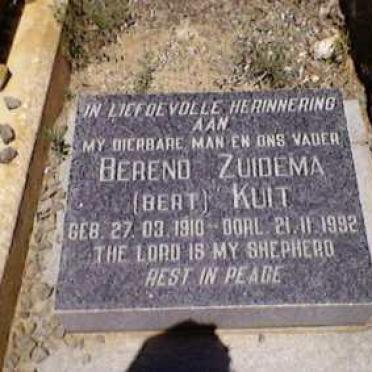 IN LIEFDEVOLLE HERINNERING
AAN
MY DIERBARE MAN EN ONS VADER
BEREND ZUIDEMA
(BERT) KUIT
GEB. 27. 03. 1910 - OORL. 21. 11. 1992
THE LORD IS MY SHEPHERD
REST IN PEACE